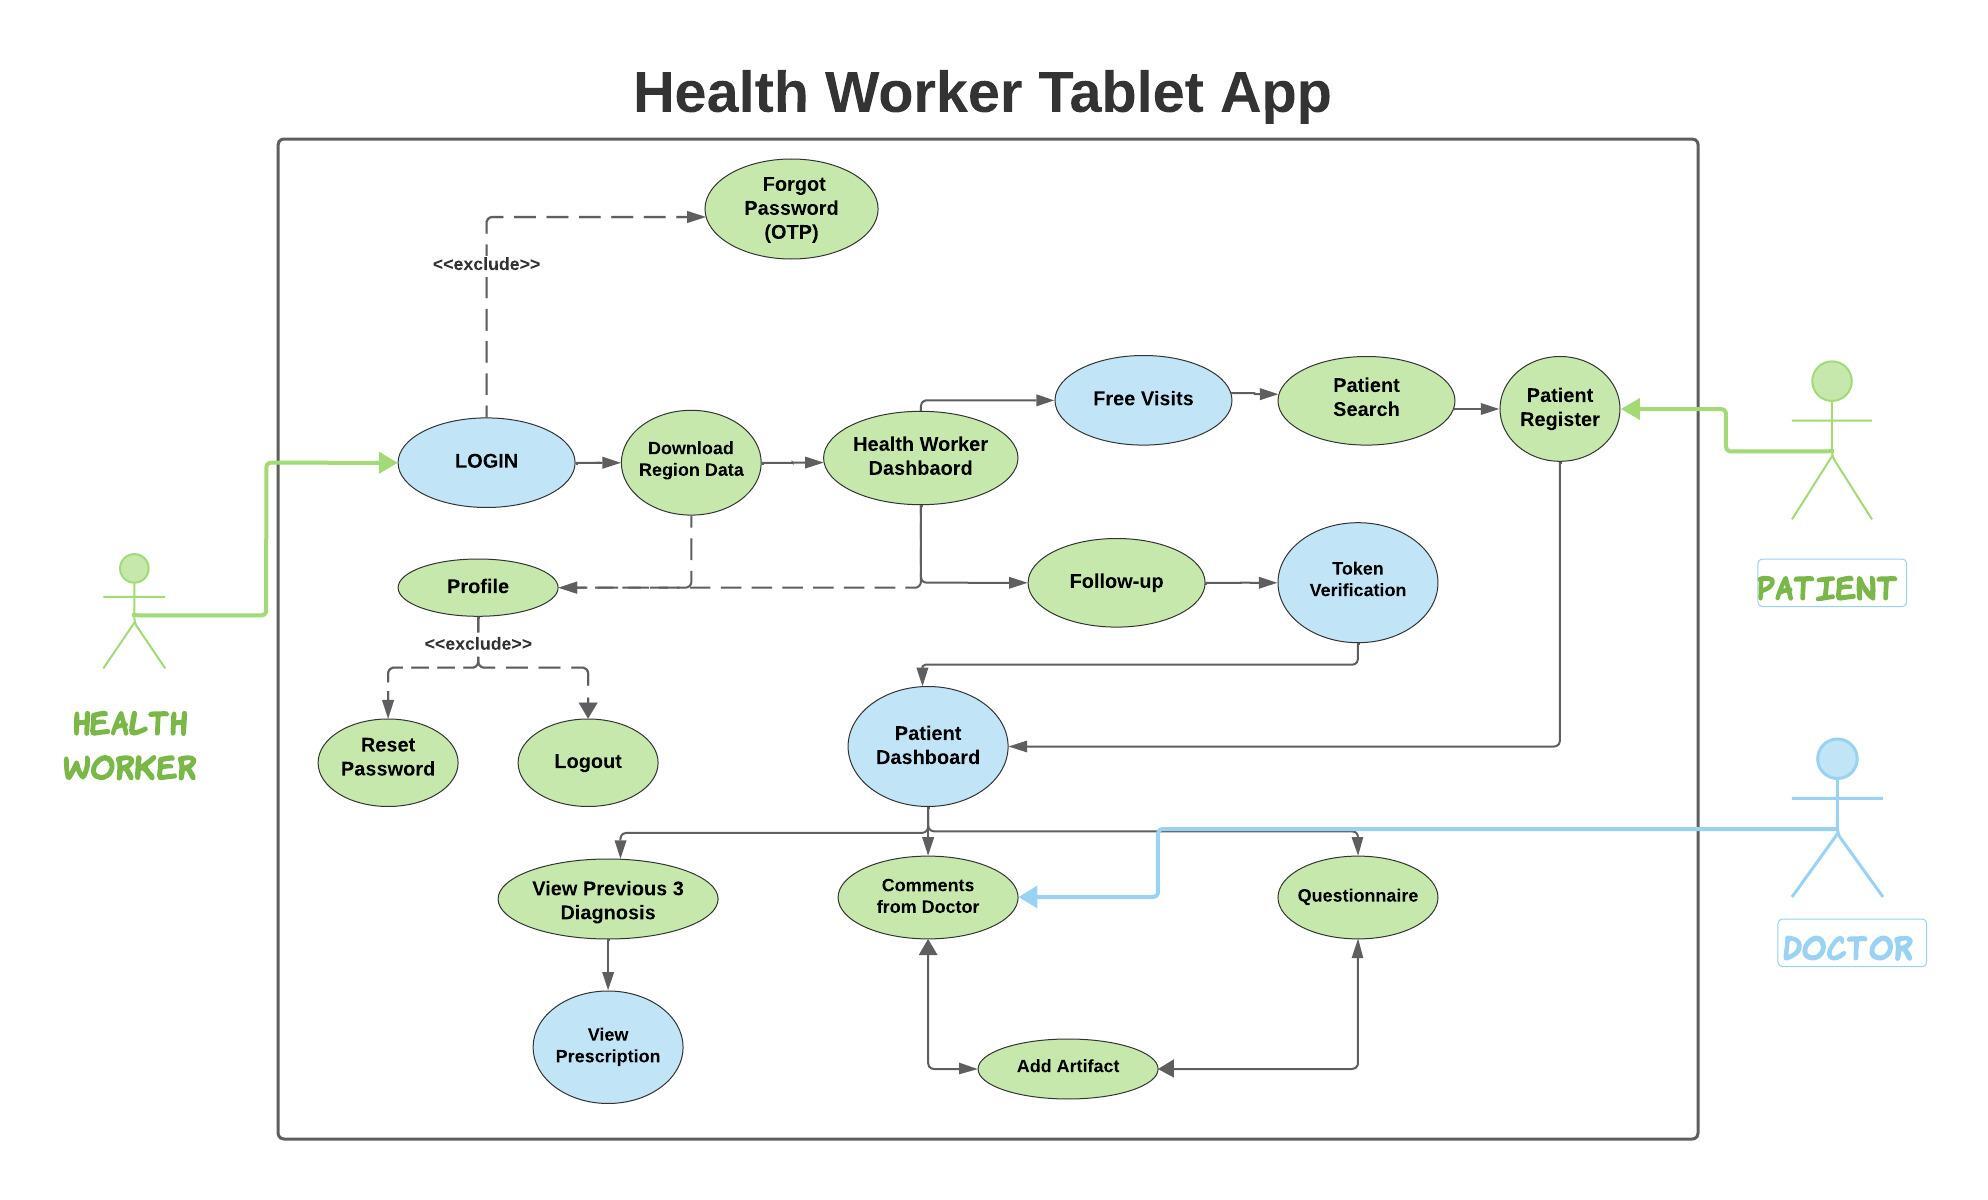 Health Worker Tablet App
Forgot
Password
(OTP)
<<exclude>>
LOGIN
Download
Region Data
Health Worker
Dashbaord
Free Visits
Patient
Search
Patient
Register
Profile
<<exclude>>
Follow-up
Token
Verification
PATIENT
HEALTH
WORKER
Reset
Password
Logout
Patient
Dashboard
View Previous 3
Diagnosis
Comments
from Doctor
Questionnaire
DOCTOR
View
Prescription
Add Artifact